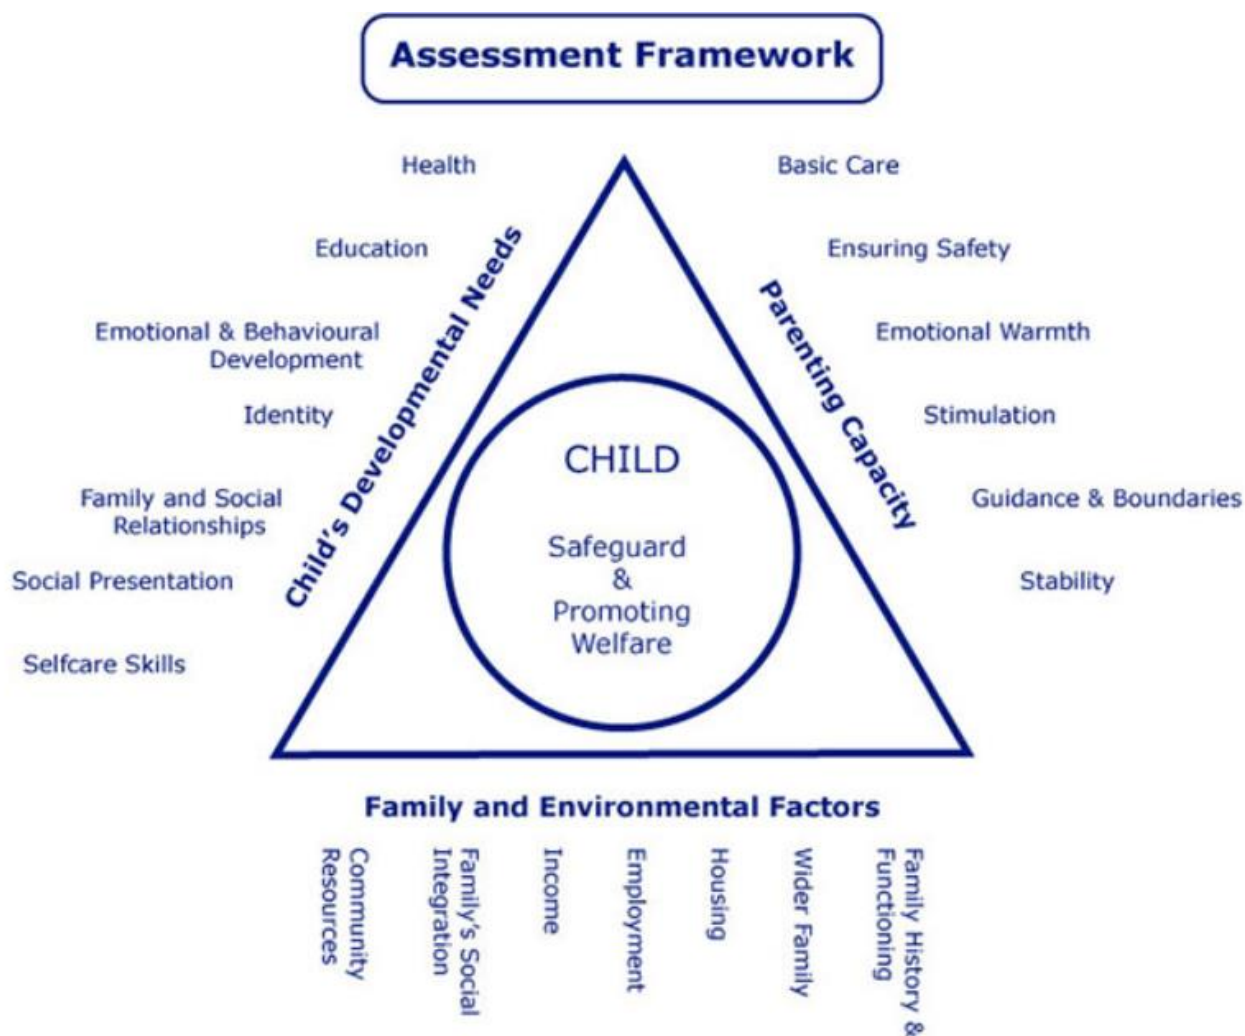 Assessment Framework
Health
Education
Emotional & Behavioural
Development
Identity
Family and Social
Relationships
Social Presentation
Selfcare Skills
Child's Developmental Needs
CHILD
Safeguard
&
Promoting
Welfare
Parenting Capacity
Basic Care
Ensuring Safety
Emotional Warmth
Stimulation
Guidance & Boundaries
Stability
Family and Environmental Factors
Community
Resources
Family's Social
Integration
Income
Employment
Housing
Wider Family
Family History &
Functioning